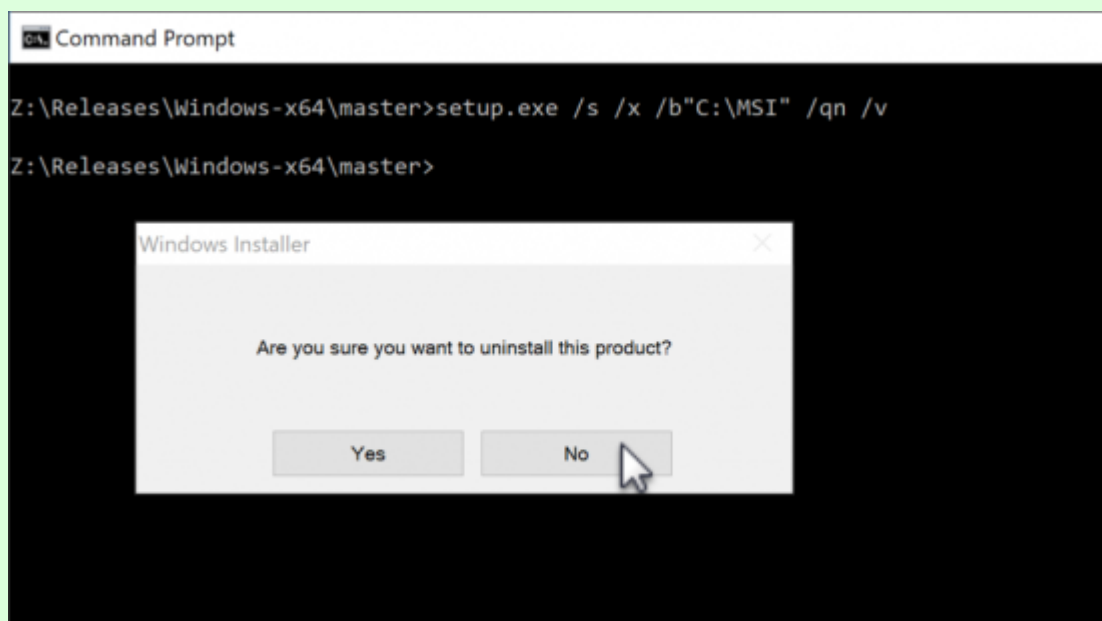 Command Prompt
Z:\Releases\Windows-x64\master>setup.exe /s /x /b"C:\MSI" /qn /v
Z:\Releases\Windows-x64\master>
Windows Installer
Are you sure you want to uninstall this product?
Yes
No